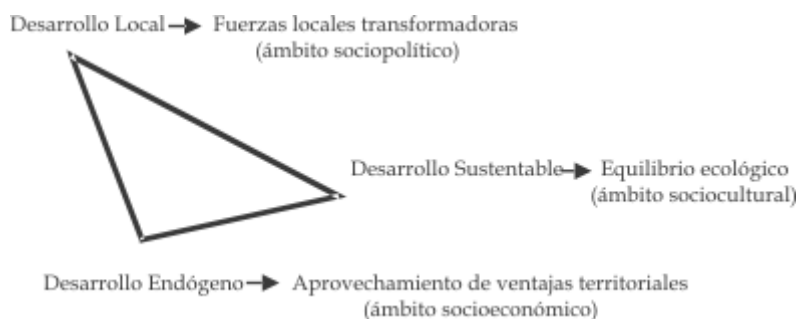 Desarrollo Local → Fuerzas locales transformadoras
(ámbito sociopolítico)
Desarrollo Sustentable → Equilibrio ecológico
(ámbito sociocultural)
Desarrollo Endógeno → Aprovechamiento de ventajas territoriales
(ámbito socioeconómico)